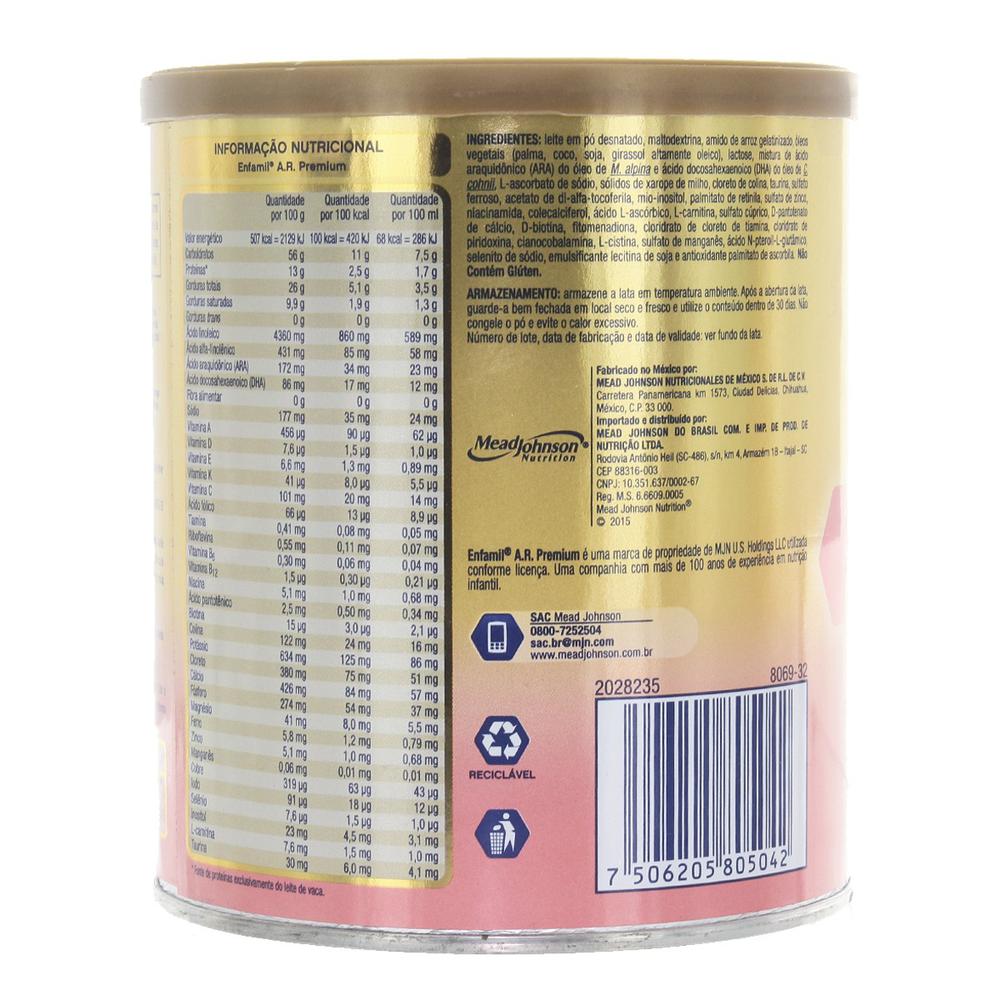 INFORMAÇÃO NUTRICIONAL
Enfamil® A.R. Premium
Quantidade por 100 g Quantidade por 100 kcal Quantidade por 100 ml
Valor energético 507 kcal = 2129 kJ 100 kcal = 420 kJ 68 kcal = 286 kJ
Carboidratos 56 g 11 g 7,5 g
Proteínas* 13 g 2,5 g 1,7 g
Gorduras totais 26 g 5,1 g 3,5 g
Gorduras saturadas 9,9 g 1,9 g 1,3 g
Gorduras trans 0 g 0 g 0 g
Ácido linoleico 4360 mg 860 mg 589 mg
Ácido alfa-linolênico 431 mg 85 mg 58 mg
Ácido araquidônico (ARA) 172 mg 34 mg 23 mg
Ácido docosahexaenoico (DHA) 86 mg 17 mg 12 mg
Fibra alimentar 0 g 0 g 0 g
Sódio 177 mg 35 mg 24 mg
Vitamina A 456 µg 90 µg 62 µg
Vitamina D 7,6 µg 1,5 µg 1,0 µg
Vitamina E 6,6 mg 1,3 mg 0,89 mg
Vitamina K 41 µg 8,0 µg 5,5 µg
Vitamina C 101 mg 20 mg 14 mg
Ácido fólico 66 µg 13 µg 8,9 µg
Tiamina 0,41 mg 0,08 mg 0,05 mg
Riboflavina 0,55 mg 0,11 mg 0,07 mg
Vitamina B6 0,30 mg 0,06 mg 0,04 mg
Vitamina B12 1,5 µg 0,30 µg 0,21 µg
Niacina 5,1 mg 1,0 mg 0,68 mg
Ácido pantotênico 2,5 mg 0,50 mg 0,34 mg
Biotina 15 µg 3,0 µg 2,1 µg
Colina 122 mg 24 mg 16 mg
Potássio 634 mg 125 mg 86 mg
Cloreto 380 mg 75 mg 51 mg
Cálcio 426 mg 84 mg 57 mg
Fósforo 274 mg 54 mg 37 mg
Magnésio 41 mg 8,0 mg 5,5 mg
Ferro 5,8 mg 1,2 mg 0,79 mg
Zinco 5,1 mg 1,0 mg 0,68 mg
Manganês 0,06 mg 0,01 mg 0,01 mg
Cobre 319 µg 63 µg 43 µg
Iodo 91 µg 18 µg 12 µg
Selênio 7,6 µg 1,5 µg 1,0 µg
Inositol 23 mg 4,5 mg 3,1 mg
L-carnitina 7,6 mg 1,5 mg 1,0 mg
Taurina 30 mg 6,0 mg 4,1 mg
* Fonte de proteínas exclusivamente do leite de vaca.
INGREDIENTES: leite em pó desnatado, maltodextrina, amido de arroz gelatinizado, óleos
vegetais (palma, coco, soja, girassol altamente oleico), lactose, mistura de ácido
araquidônico (ARA) do óleo de M. alpina e ácido docosahexaenoico (DHA) do óleo de C.
cohnii, L-ascorbato de sódio, sólidos de xarope de milho, cloreto de colina, taurina, sulfato
ferroso, acetato de dl-alfa-tocoferila, mio-inositol, palmitato de retinila, sulfato de zinco,
niacinamida, colecalciferol, ácido L-ascórbico, L-carnitina, sulfato cúprico, D-pantotenato
de cálcio, D-biotina, fitomenadiona, cloridrato de cloreto de tiamina, cloridrato de
piridoxina, cianocobalamina, L-cistina, sulfato de manganês, ácido N-pteroil-L-glutâmico,
selenito de sódio, emulsificante lecitina de soja e antioxidante palmitato de ascorbila. Não
Contém Glúten.
ARMAZENAMENTO: armazene a lata em temperatura ambiente. Após a abertura da lata,
guarde-a bem fechada em local seco e fresco e utilize o conteúdo dentro de 30 dias. Não
congele o pó e evite o calor excessivo.
Número de lote, data de fabricação e data de validade: ver fundo da lata.
MeadJohnson®
Nutrition
Fabricado no México por:
MEAD JOHNSON NUTRICIONALES DE MÉXICO S. DE R.L. DE C.V.
Carretera Panamericana km 1573, Ciudad Delicias, Chihuahua,
México, C.P. 33 000.
Importado e distribuído por:
MEAD JOHNSON DO BRASIL COM. E IMP. DE PROD. DE
NUTRIÇÃO LTDA.
Rodovia Antônio Heil (SC-486), s/n, km 4, Armazém 1B – Itajaí – SC
CEP 88316-003
CNPJ: 10.351.637/0002-67
Reg. M.S. 6.6609.0005
Mead Johnson Nutrition®
© 2015
Enfamil® A.R. Premium é uma marca de propriedade de MJN U.S. Holdings LLC utilizada
conforme licença. Uma companhia com mais de 100 anos de experiência em nutrição
infantil.
SAC Mead Johnson
0800-7252504
sac.br@mjn.com
www.meadjohnson.com.br
2028235 8069-32
RECICLÁVEL
7 506205 805042